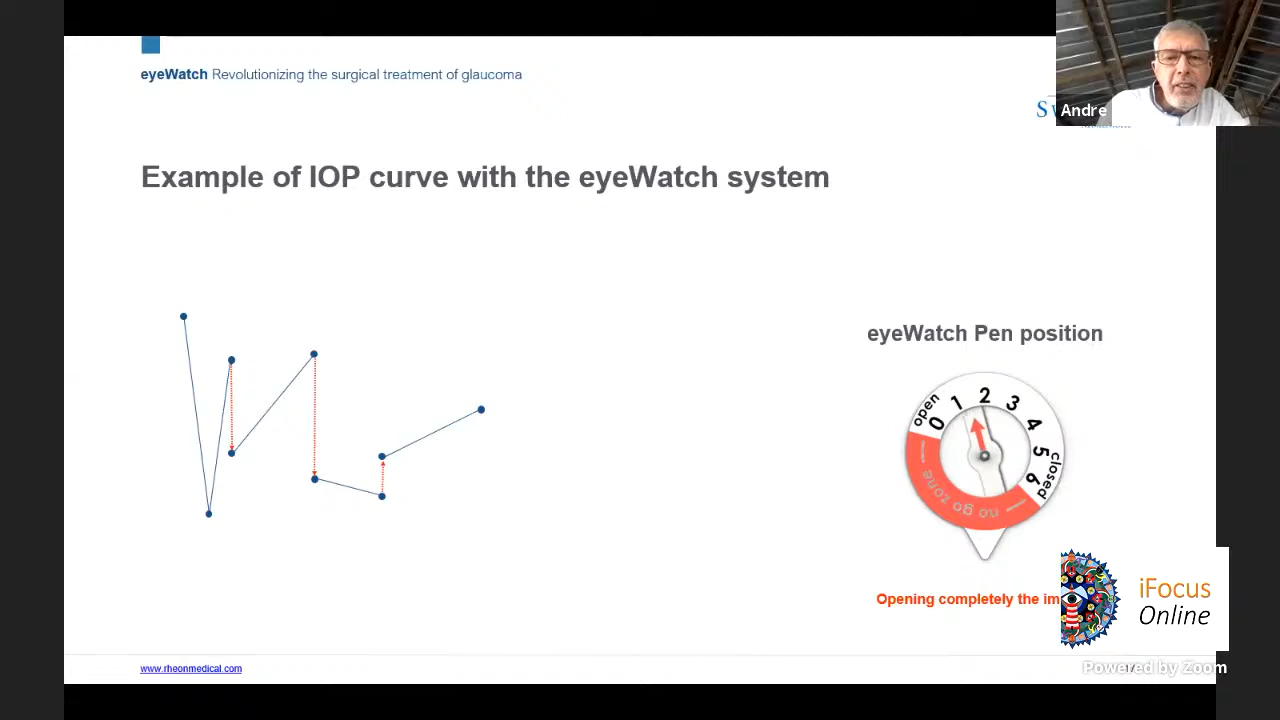 eyeWatch Revolutionizing the surgical treatment of glaucoma
Andre
Example of IOP curve with the eyeWatch system
eyeWatch Pen position
open
0 1 2 3 4 5 6
closed
no go zone
Opening completely the
iFocus
Online
www.rheonmedical.com
Powered by Zoom